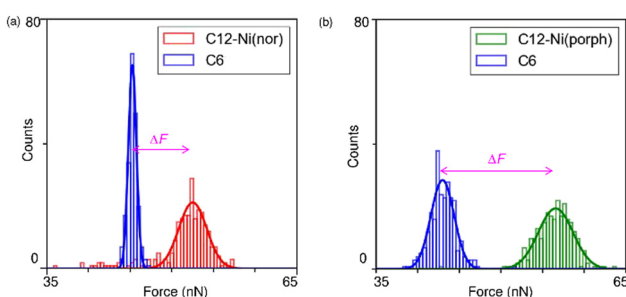 (a)
80
C12-Ni(nor)
C6
ΔF
Counts
0
35
Force (nN)
65
(b)
80
C12-Ni(porph)
C6
ΔF
Counts
0
35
Force (nN)
65